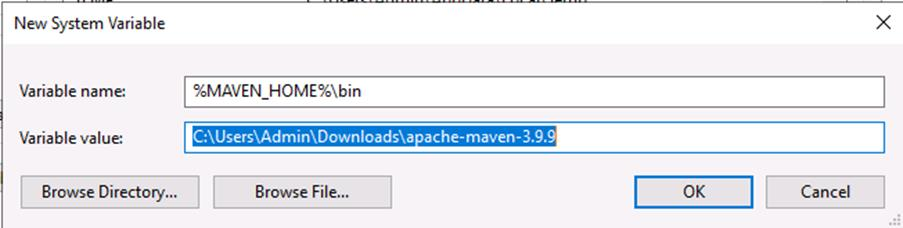 New System Variable
Variable name: %MAVEN_HOME%\bin
Variable value: C:\Users\Admin\Downloads\apache-maven-3.9.9
Browse Directory... Browse File... OK Cancel